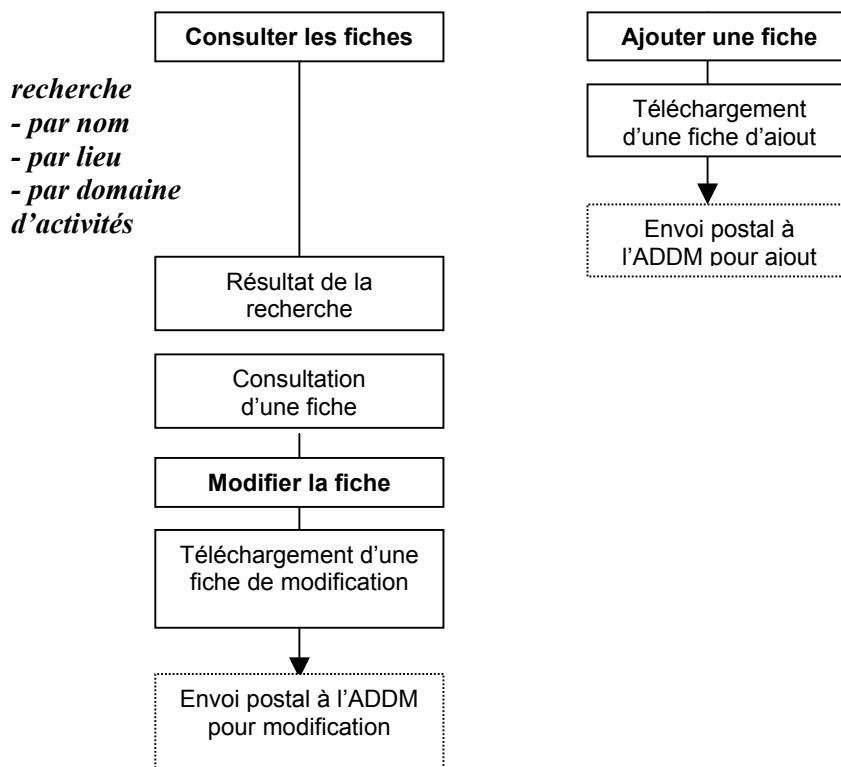 Consulter les fiches
recherche
- par nom
- par lieu
- par domaine
d’activités
Résultat de la
recherche
Consultation
d’une fiche
Modifier la fiche
Téléchargement d’une
fiche de modification
Envoi postal à l’ADDM
pour modification
Ajouter une fiche
Téléchargement
d’une fiche d’ajout
Envoi postal à
l’ADDM pour ajout